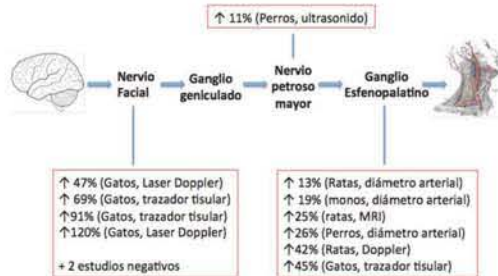 ↑ 11% (Perros, ultrasonido)
Nervio
Facial
Ganglio
geniculado
Nervio
petroso
mayor
Ganglio
Esfenopalatino
↑ 47% (Gatos, Laser Doppler)
↑ 69% (Gatos, trazador tisular)
↑91% (Gatos, trazador tisular)
↑120% (Gatos, Laser Doppler)
+ 2 estudios negativos
↑ 13% (Ratas, diámetro arterial)
↑ 19% (monos, diámetro arterial)
↑25% (ratas, MRI)
↑26% (Perros, diámetro arterial)
↑42% (Ratas, Doppler)
↑45% (Gatos, trazador tisular)